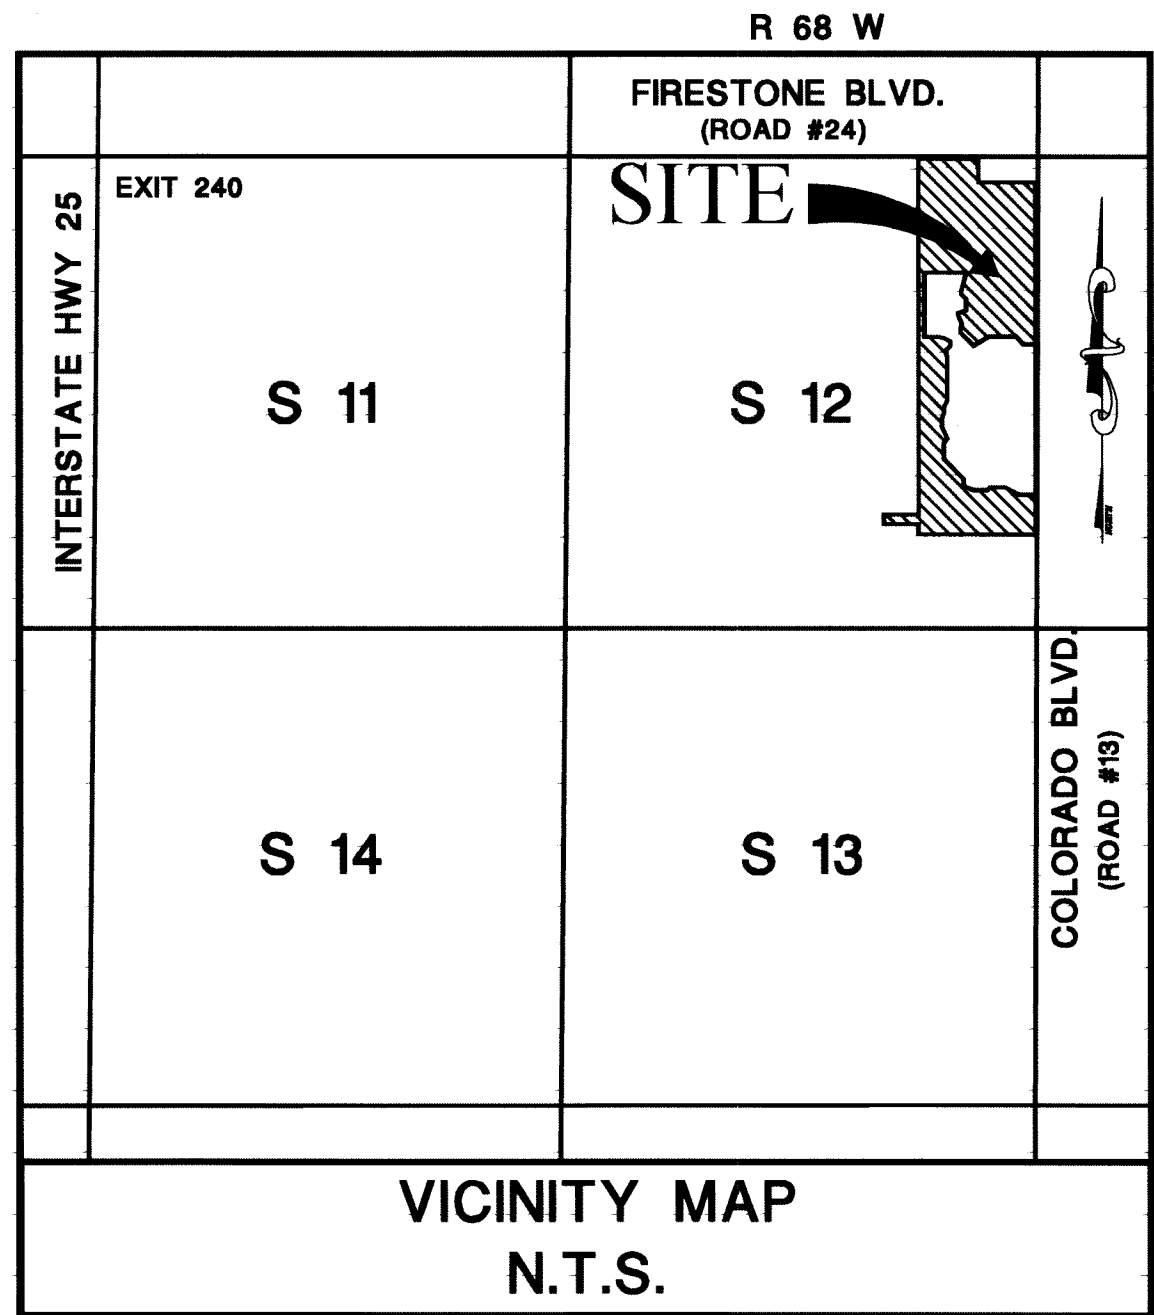 R 68 W
FIRESTONE BLVD.
(ROAD #24)
EXIT 240
SITE
INTERSTATE HWY 25
S 11
S 12
NORTH
COLORADO BLVD.
(ROAD #13)
S 14
S 13
VICINITY MAP
N.T.S.